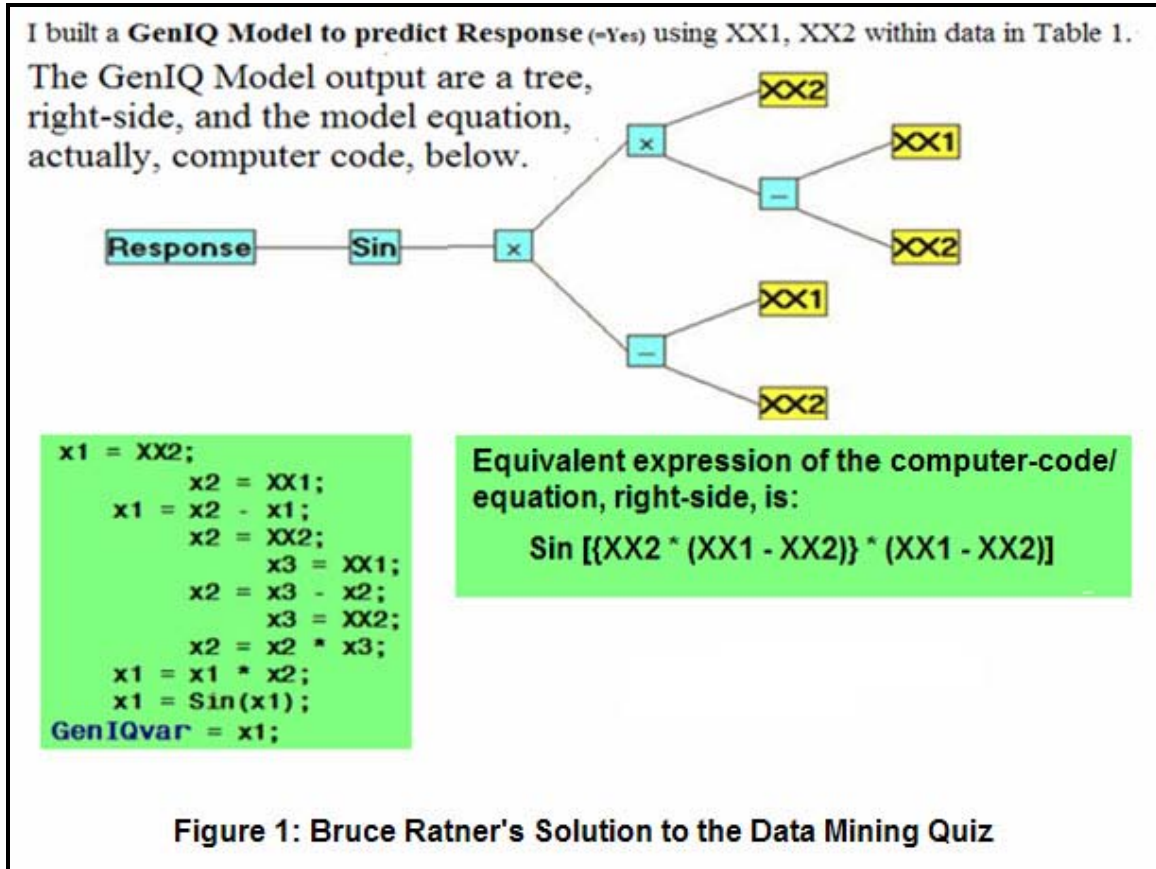 I built a GenIQ Model to predict Response (=Yes) using XX1, XX2 within data in Table 1.
The GenIQ Model output are a tree,
right-side, and the model equation,
actually, computer code, below.
XX2
×
XX1
−
XX2
Response
Sin
×
XX1
−
XX2
x1 = XX2;
x2 = XX1;
x1 = x2 - x1;
x2 = XX2;
x3 = XX1;
x2 = x3 - x2;
x3 = XX2;
x2 = x2 * x3;
x1 = x1 * x2;
x1 = Sin(x1);
GenIQvar = x1;
Equivalent expression of the computer-code/
equation, right-side, is:
Sin [{XX2 * (XX1 - XX2)} * (XX1 - XX2)]
Figure 1: Bruce Ratner's Solution to the Data Mining Quiz